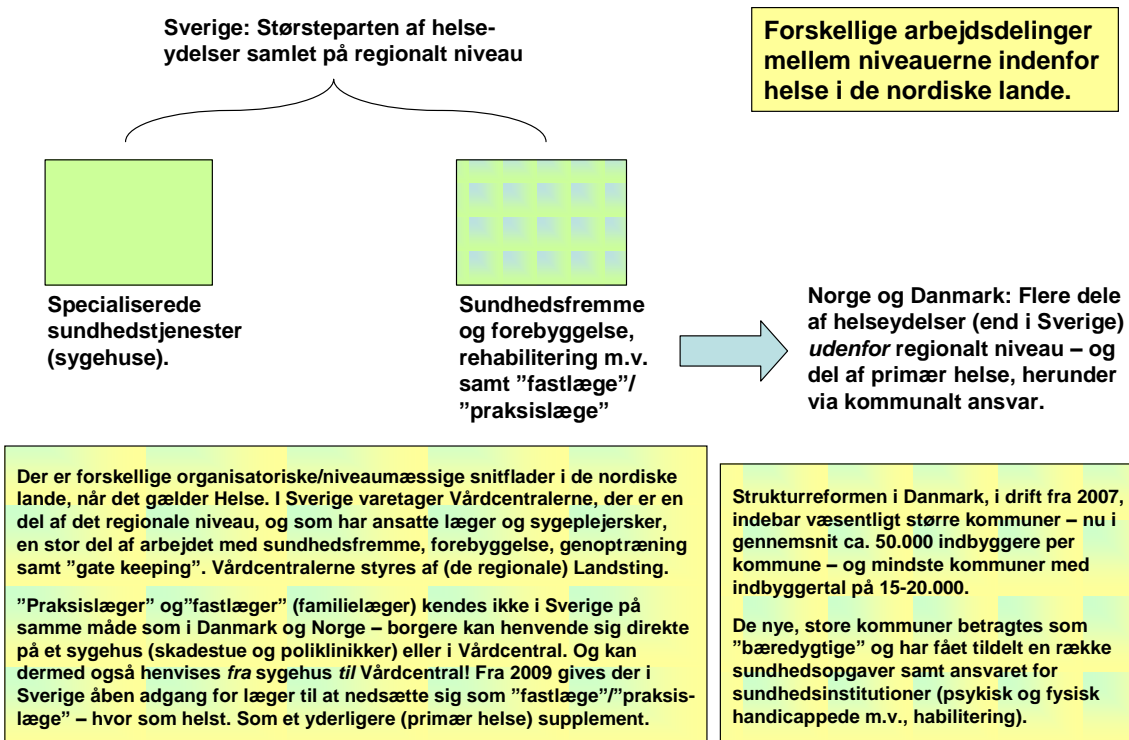 Sverige: Størsteparten af helse-
ydelser samlet på regionalt niveau
Forskellige arbejdsdelinger
mellem niveauerne indenfor
helse i de nordiske lande.
Specialiserede
sundhedstjenester
(sygehuse).
Sundhedsfremme
og forebyggelse,
rehabilitering m.v.
samt ”fastlæge”/
”praksislæge”
Norge og Danmark: Flere dele
af helseydelser (end i Sverige)
udenfor regionalt niveau – og
del af primær helse, herunder
via kommunalt ansvar.
Der er forskellige organisatoriske/niveaumæssige snitflader i de nordiske
lande, når det gælder Helse. I Sverige varetager Vårdcentralerne, der er en
del af det regionale niveau, og som har ansatte læger og sygeplejersker,
en stor del af arbejdet med sundhedsfremme, forebyggelse, genoptræning
samt ”gate keeping”. Vårdcentralerne styres af (de regionale) Landsting.
”Praksislæger” og”fastlæger” (familielæger) kendes ikke i Sverige på
samme måde som i Danmark og Norge – borgere kan henvende sig direkte
på et sygehus (skadestue og poliklinikker) eller i Vårdcentral. Og kan
dermed også henvises fra sygehus til Vårdcentral! Fra 2009 gives der i
Sverige åben adgang for læger til at nedsætte sig som ”fastlæge”/”praksis-
læge” – hvor som helst. Som et yderligere (primær helse) supplement.
Strukturreformen i Danmark, i drift fra 2007,
indebar væsentligt større kommuner – nu i
gennemsnit ca. 50.000 indbyggere per
kommune – og mindste kommuner med
indbyggertal på 15-20.000.
De nye, store kommuner betragtes som
”bæredygtige” og har fået tildelt en række
sundhedsopgaver samt ansvaret for
sundhedsinstitutioner (psykisk og fysisk
handicappede m.v., habilitering).